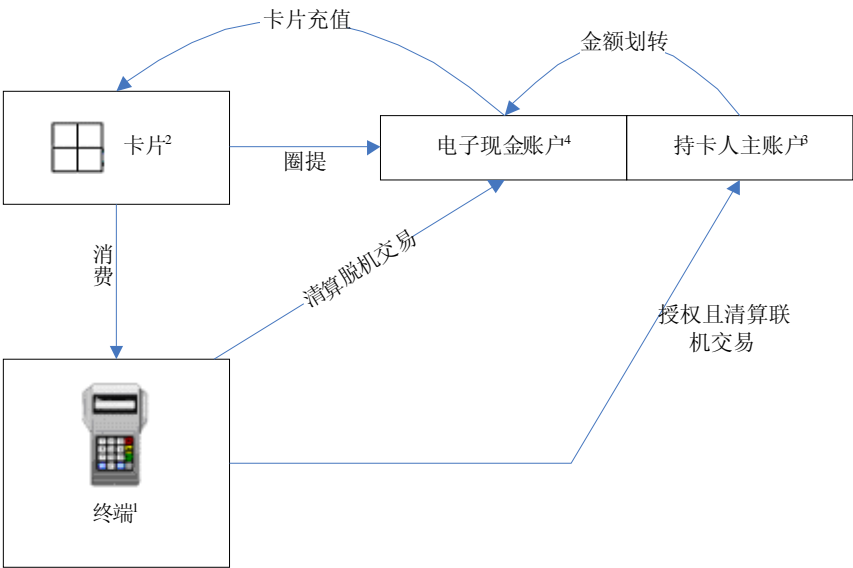 卡片充值
金额划转
卡片²
电子现金账户⁴
持卡人主账户³
圈提
消费
清算脱机交易
授权且清算联
机交易
终端¹